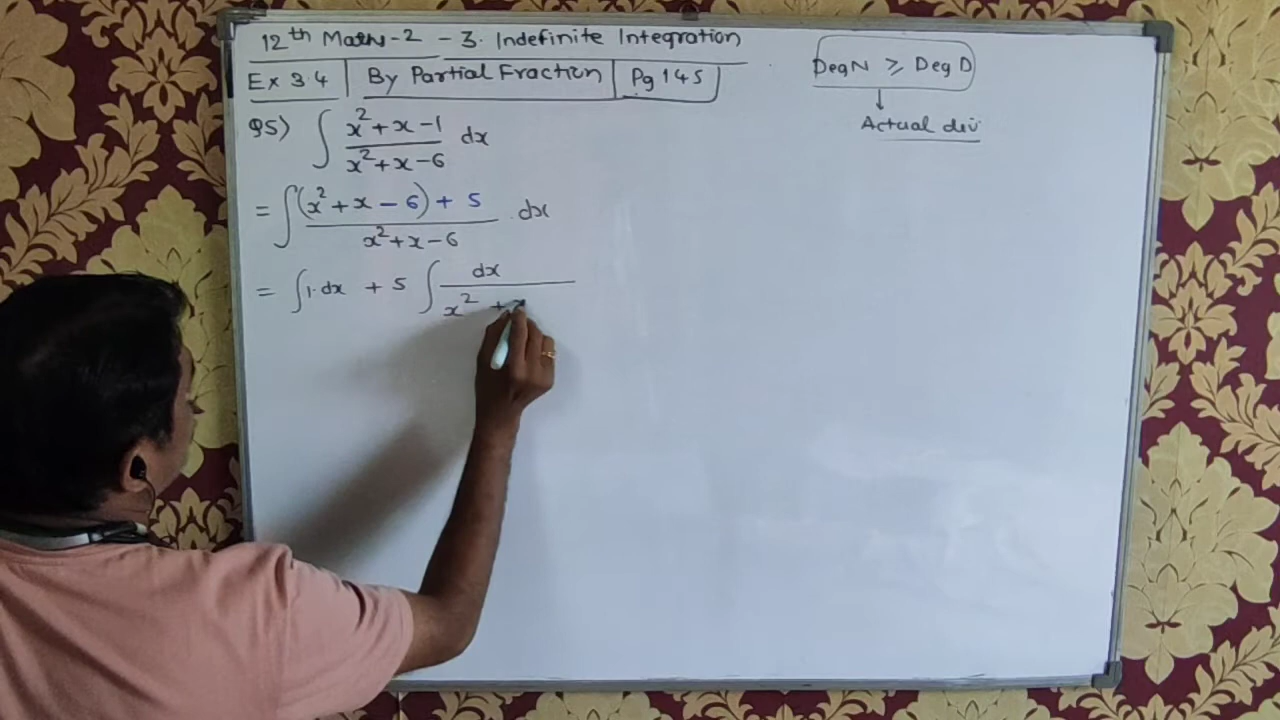 12th Maths-2 - 3. Indefinite Integration
Ex 3.4 | By Partial Fraction | Pg 145
Q5) ∫ x²+x-1 / x²+x-6 dx
= ∫ (x²+x-6)+5 / x²+x-6 .dx
= ∫1.dx + 5 ∫ dx / x² +
Deg N ≥ Deg D
↓
Actual div